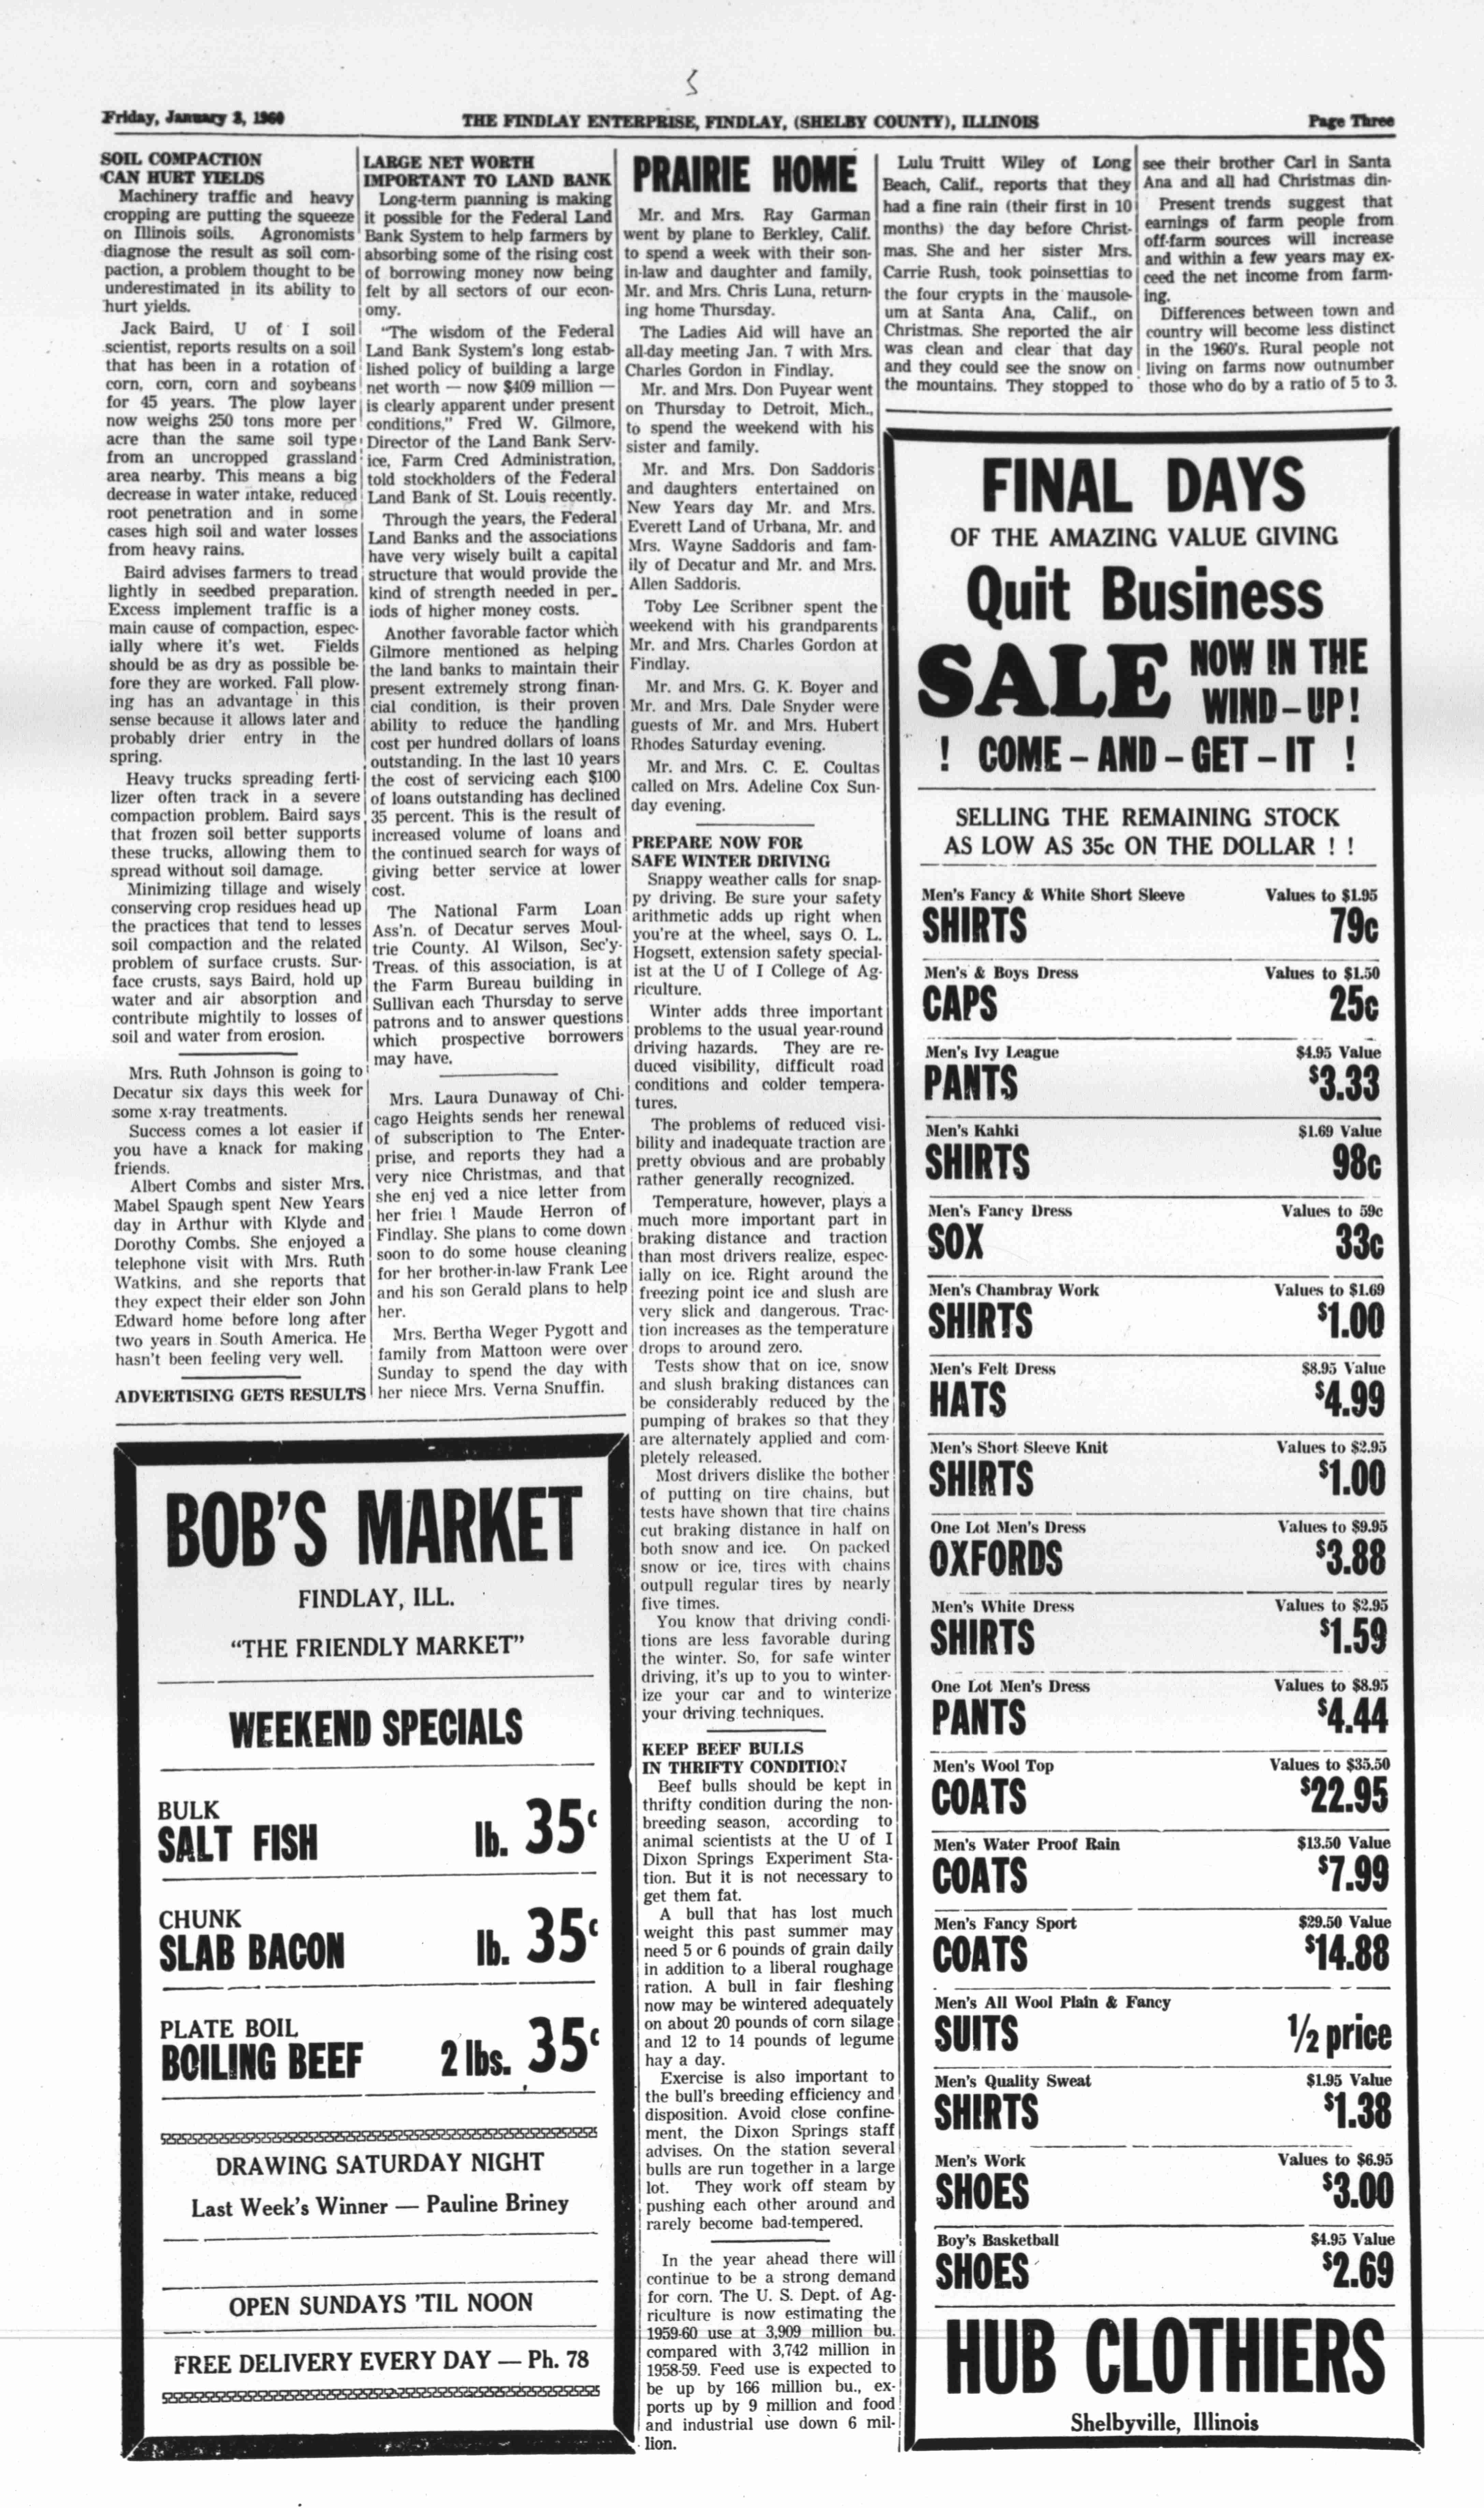 Friday, January 8, 1960
THE FINDLAY ENTERPRISE, FINDLAY, (SHELBY COUNTY), ILLINOIS
Page Three
SOIL COMPACTION
CAN HURT YIELDS
Machinery traffic and heavy
cropping are putting the squeeze
on Illinois soils. Agronomists
diagnose the result as soil com-
paction, a problem thought to be
underestimated in its ability to
hurt yields.
Jack Baird, U of I soil
scientist, reports results on a soil
that has been in a rotation of
corn, corn, corn and soybeans
for 45 years. The plow layer
now weighs 250 tons more per
acre than the same soil type
from an uncropped grassland
area nearby. This means a big
decrease in water intake, reduced
root penetration and in some
cases high soil and water losses
from heavy rains.
Baird advises farmers to tread
lightly in seedbed preparation.
Excess implement traffic is a
main cause of compaction, espec-
ially where it's wet. Fields
should be as dry as possible be-
fore they are worked. Fall plow-
ing has an advantage in this
sense because it allows later and
probably drier entry in the
spring.
Heavy trucks spreading ferti-
lizer often track in a severe
compaction problem. Baird says
that frozen soil better supports
these trucks, allowing them to
spread without soil damage.
Minimizing tillage and wisely
conserving crop residues head up
the practices that tend to lesses
soil compaction and the related
problem of surface crusts. Sur-
face crusts, says Baird, hold up
water and air absorption and
contribute mightily to losses of
soil and water from erosion.
Mrs. Ruth Johnson is going to
Decatur six days this week for
some x-ray treatments.
Success comes a lot easier if
you have a knack for making
friends.
Albert Combs and sister Mrs.
Mabel Spaugh spent New Years
day in Arthur with Klyde and
Dorothy Combs. She enjoyed a
telephone visit with Mrs. Ruth
Watkins, and she reports that
they expect their elder son John
Edward home before long after
two years in South America. He
hasn't been feeling very well.
ADVERTISING GETS RESULTS
LARGE NET WORTH
IMPORTANT TO LAND BANK
Long-term planning is making
it possible for the Federal Land
Bank System to help farmers by
absorbing some of the rising cost
of borrowing money now being
felt by all sectors of our econ-
omy.
"The wisdom of the Federal
Land Bank System's long estab-
lished policy of building a large
net worth — now $409 million —
is clearly apparent under present
conditions," Fred W. Gilmore,
Director of the Land Bank Serv-
ice, Farm Cred Administration,
told stockholders of the Federal
Land Bank of St. Louis recently.
Through the years, the Federal
Land Banks and the associations
have very wisely built a capital
structure that would provide the
kind of strength needed in per-
iods of higher money costs.
Another favorable factor which
Gilmore mentioned as helping
the land banks to maintain their
present extremely strong finan-
cial condition, is their proven
ability to reduce the handling
cost per hundred dollars of loans
outstanding. In the last 10 years
the cost of servicing each $100
of loans outstanding has declined
35 percent. This is the result of
increased volume of loans and
the continued search for ways of
giving better service at lower
cost.
The National Farm Loan
Ass'n. of Decatur serves Moul-
trie County. Al Wilson, Sec'y-
Treas. of this association, is at
the Farm Bureau building in
Sullivan each Thursday to serve
patrons and to answer questions
which prospective borrowers
may have.
Mrs. Laura Dunaway of Chi-
cago Heights sends her renewal
of subscription to The Enter-
prise, and reports they had a
very nice Christmas, and that
she enj yed a nice letter from
her frie Maude Herron of
Findlay. She plans to come down
soon to do some house cleaning
for her brother-in-law Frank Lee
and his son Gerald plans to help
her.
Mrs. Bertha Weger Pygott and
family from Mattoon were over
Sunday to spend the day with
her niece Mrs. Verna Snuffin.
BOB'S MARKET
FINDLAY, ILL.
"THE FRIENDLY MARKET"
WEEKEND SPECIALS
BULK
SALT FISH lb. 35c
CHUNK
SLAB BACON lb. 35c
PLATE BOIL
BOILING BEEF 2 lbs. 35c
DRAWING SATURDAY NIGHT
Last Week's Winner — Pauline Briney
OPEN SUNDAYS 'TIL NOON
FREE DELIVERY EVERY DAY — Ph. 78
PRAIRIE HOME
Mr. and Mrs. Ray Garman
went by plane to Berkley, Calif.
to spend a week with their son-
in-law and daughter and family,
Mr. and Mrs. Chris Luna, return-
ing home Thursday.
The Ladies Aid will have an
all-day meeting Jan. 7 with Mrs.
Charles Gordon in Findlay.
Mr. and Mrs. Don Puyear went
on Thursday to Detroit, Mich.,
to spend the weekend with his
sister and family.
Mr. and Mrs. Don Saddoris
and daughters entertained on
New Years day Mr. and Mrs.
Everett Land of Urbana, Mr. and
Mrs. Wayne Saddoris and fam-
ily of Decatur and Mr. and Mrs.
Allen Saddoris.
Toby Lee Scribner spent the
weekend with his grandparents
Mr. and Mrs. Charles Gordon at
Findlay.
Mr. and Mrs. G. K. Boyer and
Mr. and Mrs. Dale Snyder were
guests of Mr. and Mrs. Hubert
Rhodes Saturday evening.
Mr. and Mrs. C. E. Coultas
called on Mrs. Adeline Cox Sun-
day evening.
PREPARE NOW FOR
SAFE WINTER DRIVING
Snappy weather calls for snap-
py driving. Be sure your safety
arithmetic adds up right when
you're at the wheel, says O. L.
Hogsett, extension safety special-
ist at the U of I College of Ag-
riculture.
Winter adds three important
problems to the usual year-round
driving hazards. They are re-
duced visibility, difficult road
conditions and colder tempera-
tures.
The problems of reduced visi-
bility and inadequate traction are
pretty obvious and are probably
rather generally recognized.
Temperature, however, plays a
much more important part in
braking distance and traction
than most drivers realize, espec-
ially on ice. Right around the
freezing point ice and slush are
very slick and dangerous. Trac-
tion increases as the temperature
drops to around zero.
Tests show that on ice, snow
and slush braking distances can
be considerably reduced by the
pumping of brakes so that they
are alternately applied and com-
pletely released.
Most drivers dislike the bother
of putting on tire chains, but
tests have shown that tire chains
cut braking distance in half on
both snow and ice. On packed
snow or ice, tires with chains
outpull regular tires by nearly
five times.
You know that driving condi-
tions are less favorable during
the winter. So, for safe winter
driving, it's up to you to winter-
ize your car and to winterize
your driving techniques.
KEEP BEEF BULLS
IN THRIFTY CONDITION
Beef bulls should be kept in
thrifty condition during the non-
breeding season, according to
animal scientists at the U of I
Dixon Springs Experiment Sta-
tion. But it is not necessary to
get them fat.
A bull that has lost much
weight this past summer may
need 5 or 6 pounds of grain daily
in addition to a liberal roughage
ration. A bull in fair fleshing
now may be wintered adequately
on about 20 pounds of corn silage
and 12 to 14 pounds of legume
hay a day.
Exercise is also important to
the bull's breeding efficiency and
disposition. Avoid close confine-
ment, the Dixon Springs staff
advises. On the station several
bulls are run together in a large
lot. They work off steam by
pushing each other around and
rarely become bad-tempered.
In the year ahead there will
continue to be a strong demand
for corn. The U. S. Dept. of Ag-
riculture is now estimating the
1959-60 use at 3,909 million bu.
compared with 3,742 million in
1958-59. Feed use is expected to
be up by 166 million bu., ex-
ports up by 9 million and food
and industrial use down 6 mil-
lion.
Lulu Truitt Wiley of Long
Beach, Calif., reports that they
had a fine rain (their first in 10
months) the day before Christ-
mas. She and her sister Mrs.
Carrie Rush, took poinsettias to
the four crypts in the mausole-
um at Santa Ana, Calif., on
Christmas. She reported the air
was clean and clear that day
and they could see the snow on
the mountains. They stopped to
see their brother Carl in Santa
Ana and all had Christmas din-
Present trends suggest that
earnings of farm people from
off-farm sources will increase
and within a few years may ex-
ceed the net income from farm-
ing.
Differences between town and
country will become less distinct
in the 1960's. Rural people not
living on farms now outnumber
those who do by a ratio of 5 to 3.
FINAL DAYS
OF THE AMAZING VALUE GIVING
Quit Business
SALE NOW IN THE
WIND-UP!
! COME - AND - GET - IT !
SELLING THE REMAINING STOCK
AS LOW AS 35c ON THE DOLLAR ! !
Men's Fancy & White Short Sleeve Values to $1.95
SHIRTS 79c
Men's & Boys Dress Values to $1.50
CAPS 25c
Men's Ivy League $4.95 Value
PANTS $3.33
Men's Kahki $1.69 Value
SHIRTS 98c
Men's Fancy Dress Values to 59c
SOX 33c
Men's Chambray Work Values to $1.69
SHIRTS $1.00
Men's Felt Dress $8.95 Value
HATS $4.99
Men's Short Sleeve Knit Values to $2.95
SHIRTS $1.00
One Lot Men's Dress Values to $9.95
OXFORDS $3.88
Men's White Dress Values to $2.95
SHIRTS $1.59
One Lot Men's Dress Values to $8.95
PANTS $4.44
Men's Wool Top Values to $35.50
COATS $22.95
Men's Water Proof Rain $13.50 Value
COATS $7.99
Men's Fancy Sport $29.50 Value
COATS $14.88
Men's All Wool Plain & Fancy
SUITS ½ price
Men's Quality Sweat $1.95 Value
SHIRTS $1.38
Men's Work Values to $6.95
SHOES $3.00
Boy's Basketball $4.95 Value
SHOES $2.69
HUB CLOTHIERS
Shelbyville, Illinois